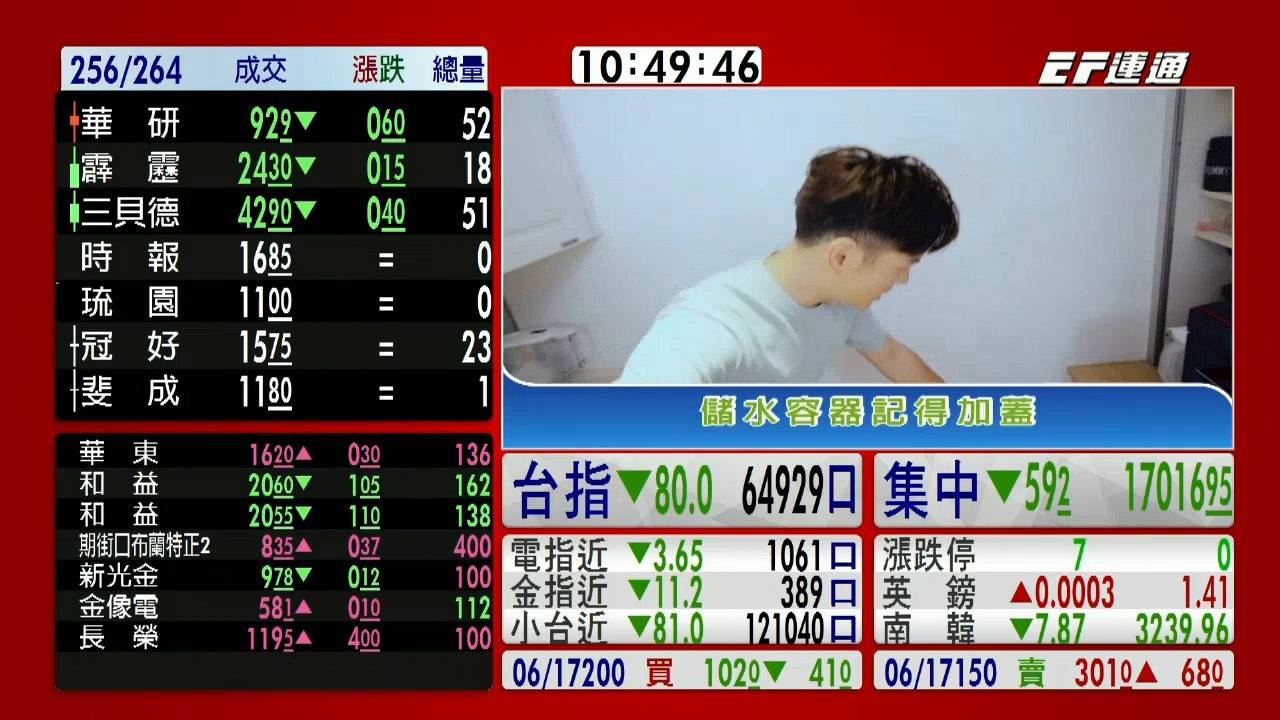 256/264 成交 漲跌 總量
華研 929▼ 060 52
霹靂 2430▼ 015 18
三貝德 4290▼ 040 51
時報 1685 = 0
琉園 1100 = 0
冠好 1575 = 23
斐成 1180 = 1
華東 1620▲ 030 136
和益 2060▼ 105 162
和益 2055▼ 110 138
期街口布蘭特正2 835▲ 037 400
新光金 978▼ 012 100
金像電 581▲ 010 112
長榮 1195▲ 400 100
10:49:46
EF運通
儲水容器記得加蓋
台指▼80.0 64929口
集中▼592 1701695
電指近 ▼3.65 1061口
金指近 ▼11.2 389口
小台近 ▼81.0 121040口
漲跌停 7 0
英鎊 ▲0.0003 1.41
南韓 ▼7.87 3239.96
06/17200 買 1020▼ 410
06/17150 賣 3010▲ 680